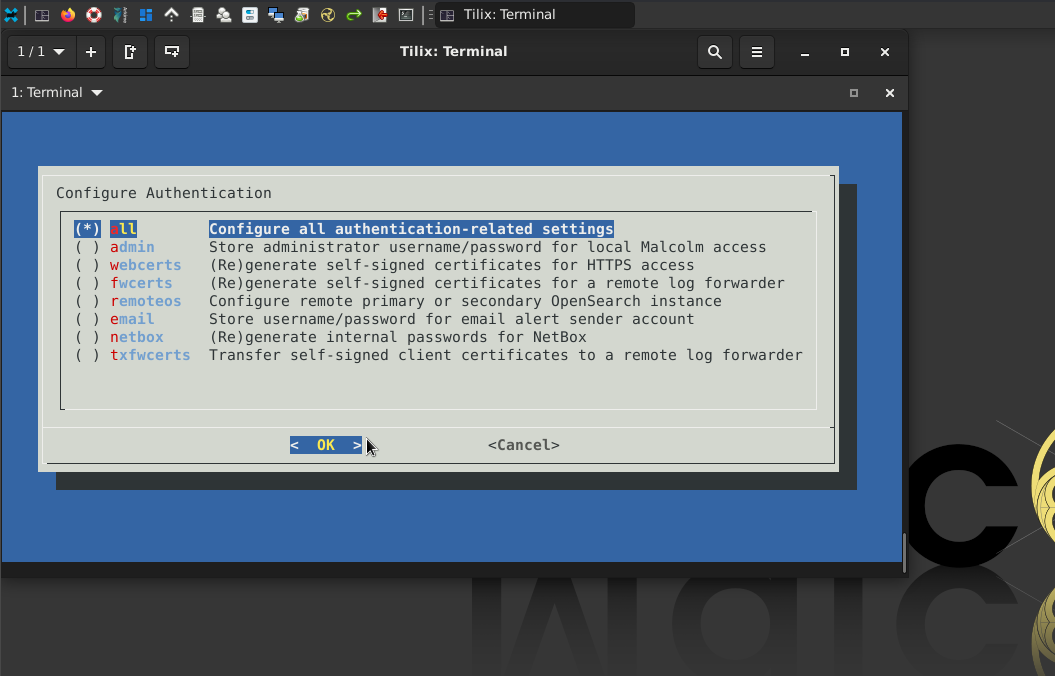 Tilix: Terminal
1 / 1
Tilix: Terminal
1: Terminal
Configure Authentication
(*) all Configure all authentication-related settings
( ) admin Store administrator username/password for local Malcolm access
( ) webcerts (Re)generate self-signed certificates for HTTPS access
( ) fwcerts (Re)generate self-signed certificates for a remote log forwarder
( ) remoteos Configure remote primary or secondary OpenSearch instance
( ) email Store username/password for email alert sender account
( ) netbox (Re)generate internal passwords for NetBox
( ) txfwcerts Transfer self-signed client certificates to a remote log forwarder
< OK > <Cancel>